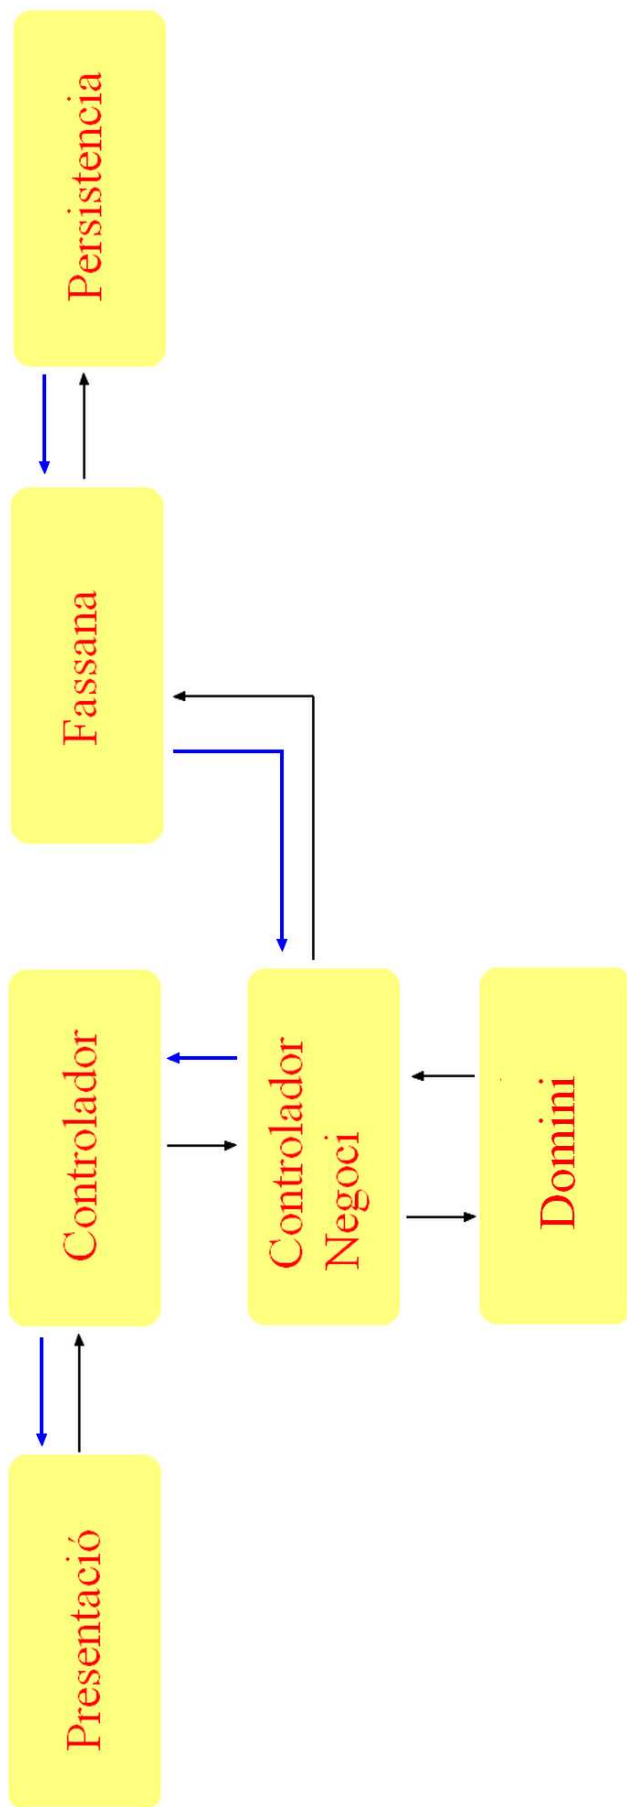 Presentació
Controlador
Fassana
Persistencia
Controlador
Negoci
Domini